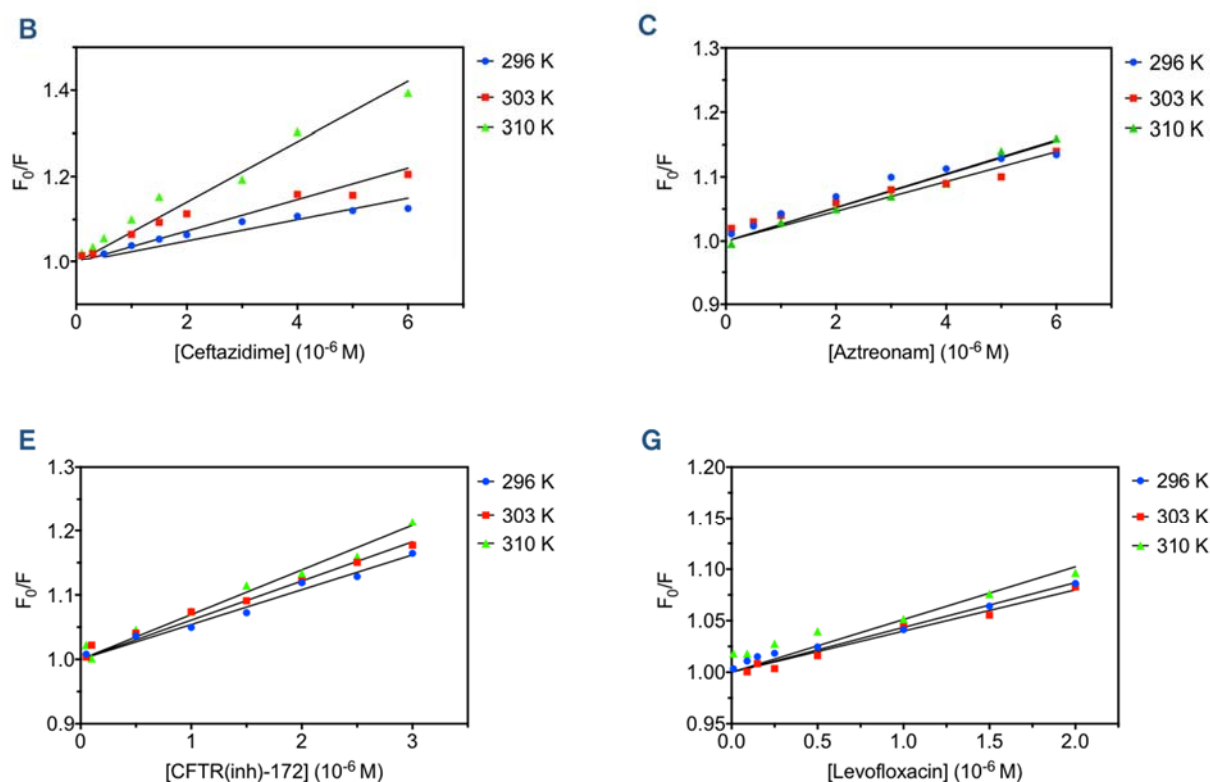 B
1.4
1.2
1.0
F₀/F
0 2 4 6
[Ceftazidime] (10⁻⁶ M)
296 K
303 K
310 K
C
1.3
1.2
1.1
1.0
0.9
F₀/F
0 2 4 6
[Aztreonam] (10⁻⁶ M)
296 K
303 K
310 K
E
1.3
1.2
1.1
1.0
0.9
F₀/F
0 1 2 3
[CFTR(inh)-172] (10⁻⁶ M)
296 K
303 K
310 K
G
1.20
1.15
1.10
1.05
1.00
0.95
F₀/F
0.0 0.5 1.0 1.5 2.0
[Levofloxacin] (10⁻⁶ M)
296 K
303 K
310 K